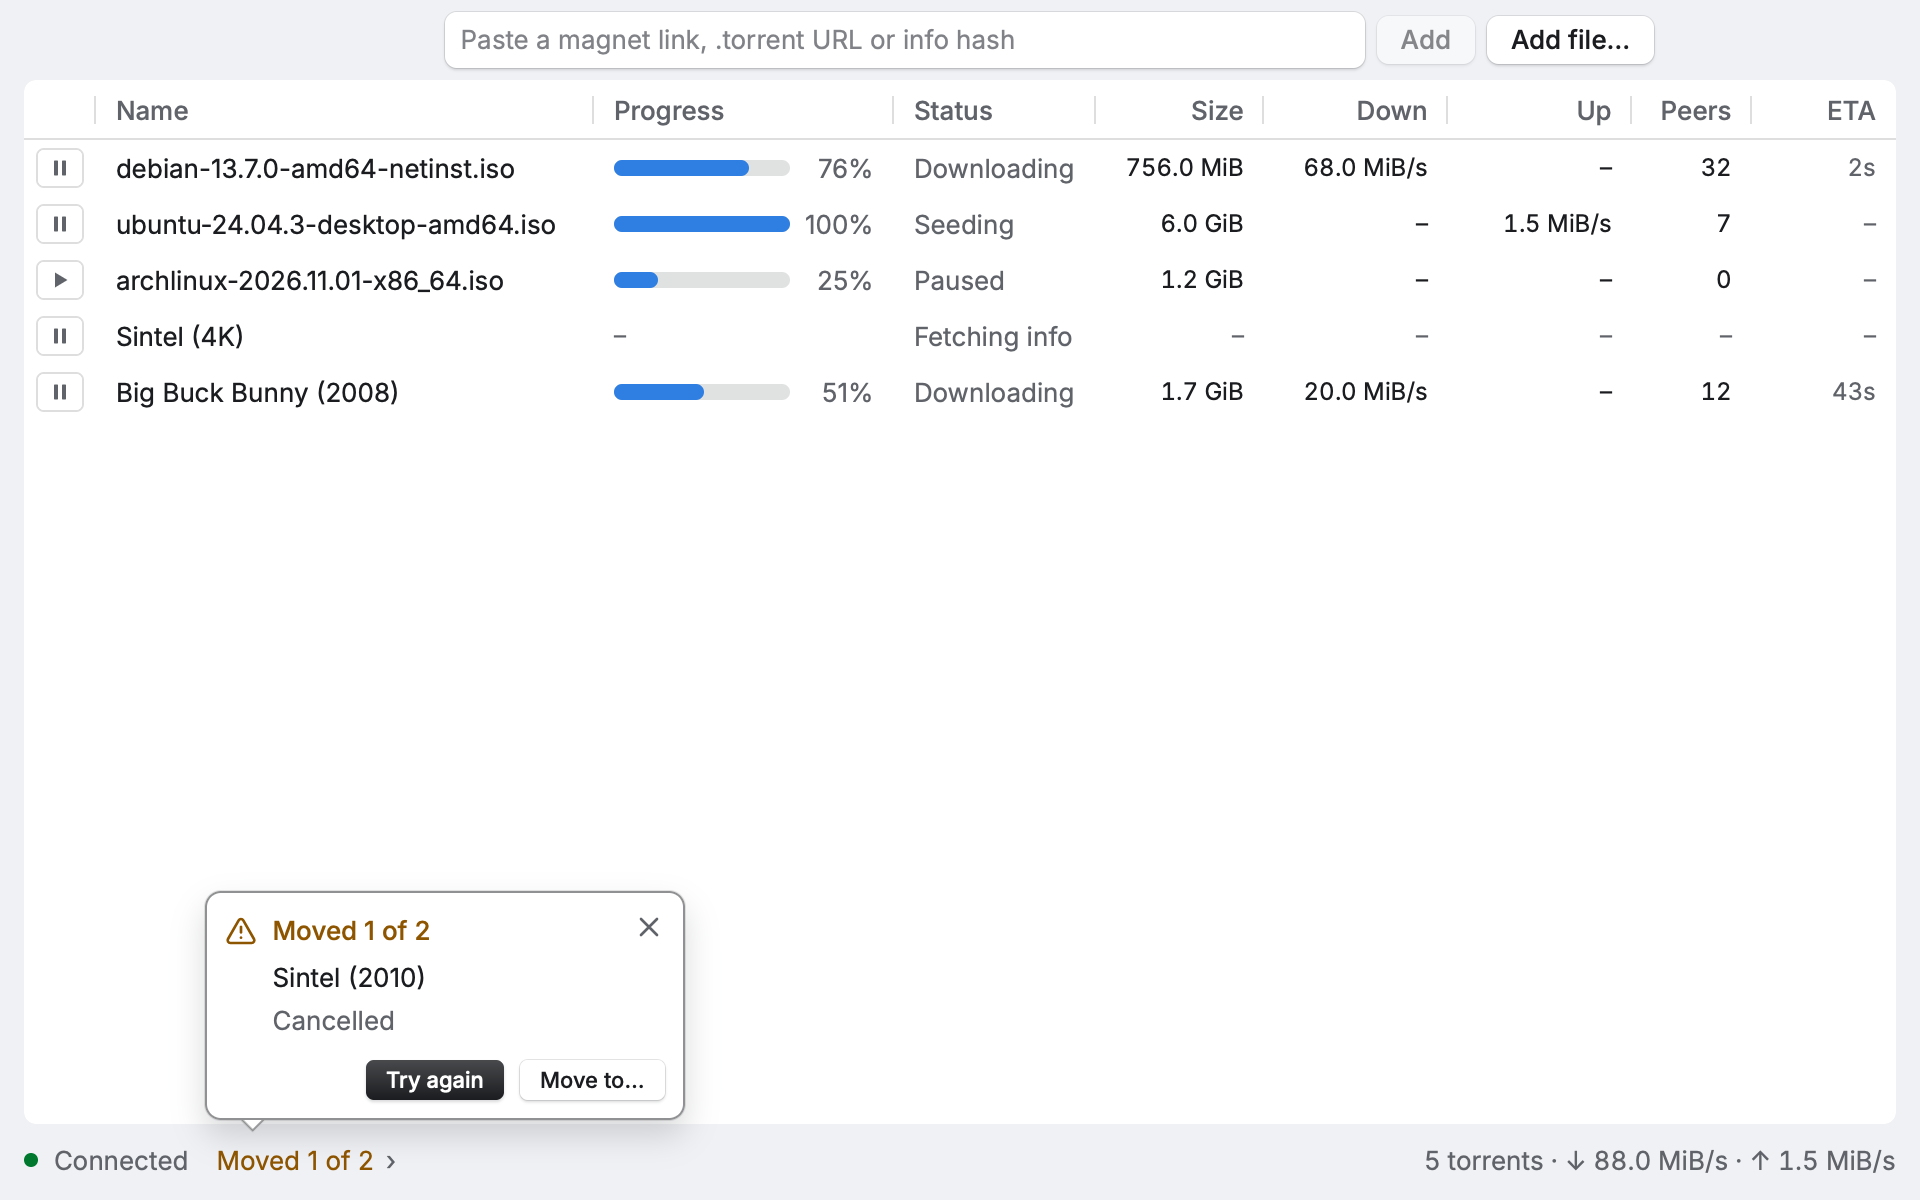 Paste a magnet link, .torrent URL or info hash Add Add file...
Name Progress Status Size Down Up Peers ETA
debian-13.7.0-amd64-netinst.iso 76% Downloading 756.0 MiB 68.0 MiB/s – 32 2s
ubuntu-24.04.3-desktop-amd64.iso 100% Seeding 6.0 GiB – 1.5 MiB/s 7 –
archlinux-2026.11.01-x86_64.iso 25% Paused 1.2 GiB – – 0 –
Sintel (4K) – Fetching info – – – – –
Big Buck Bunny (2008) 51% Downloading 1.7 GiB 20.0 MiB/s – 12 43s
Moved 1 of 2
Sintel (2010)
Cancelled
Try again Move to...
Connected Moved 1 of 2 › 5 torrents · ↓ 88.0 MiB/s · ↑ 1.5 MiB/s